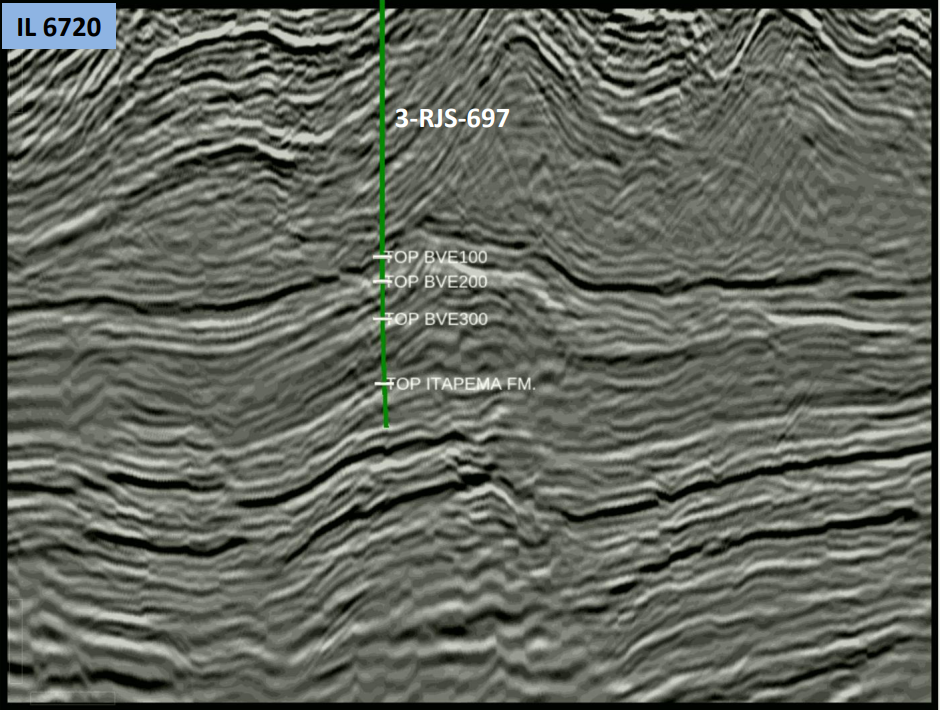 IL 6720
3-RJS-697
TOP BVE100
TOP BVE200
TOP BVE300
TOP ITAPEMA FM.